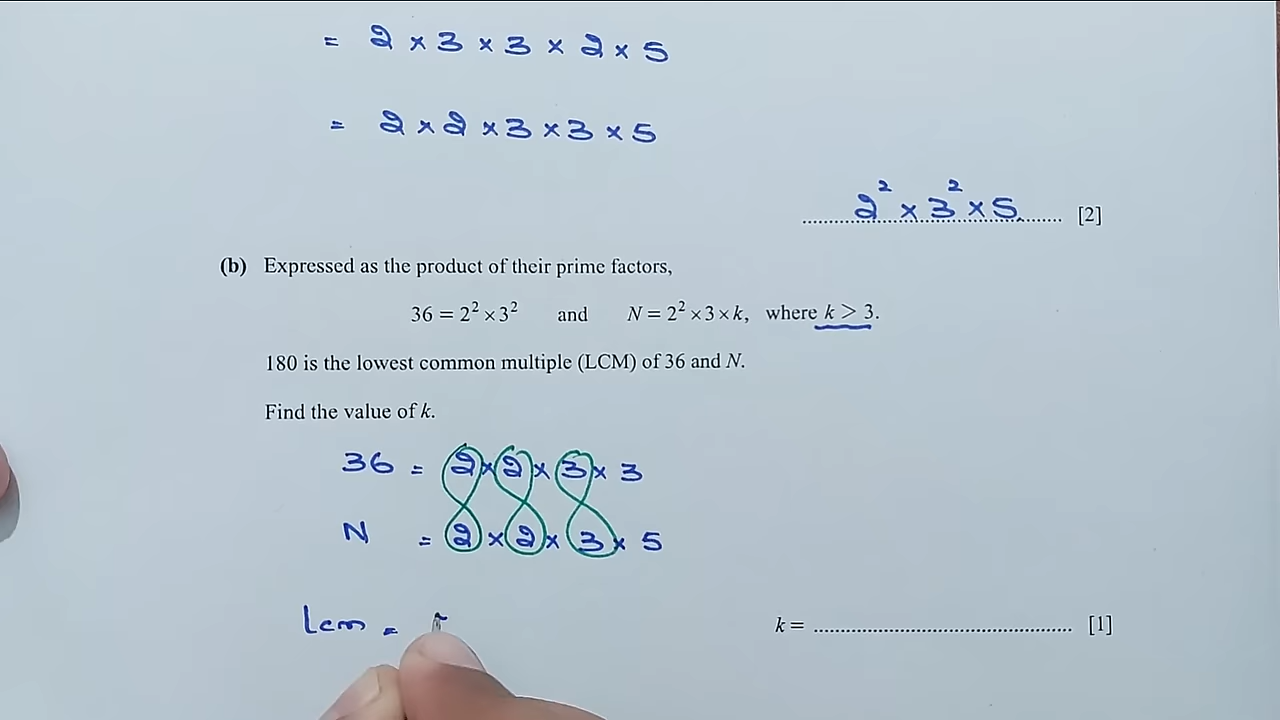 = 2 × 3 × 3 × 2 × 5
= 2 × 2 × 3 × 3 × 5
2² × 3² × 5 [2]
(b) Expressed as the product of their prime factors,
36 = 2² × 3² and N = 2² × 3 × k, where k > 3.
180 is the lowest common multiple (LCM) of 36 and N.
Find the value of k.
36 = 2 × 2 × 3 × 3
N = 2 × 2 × 3 × 5
Lcm =
k = [1]